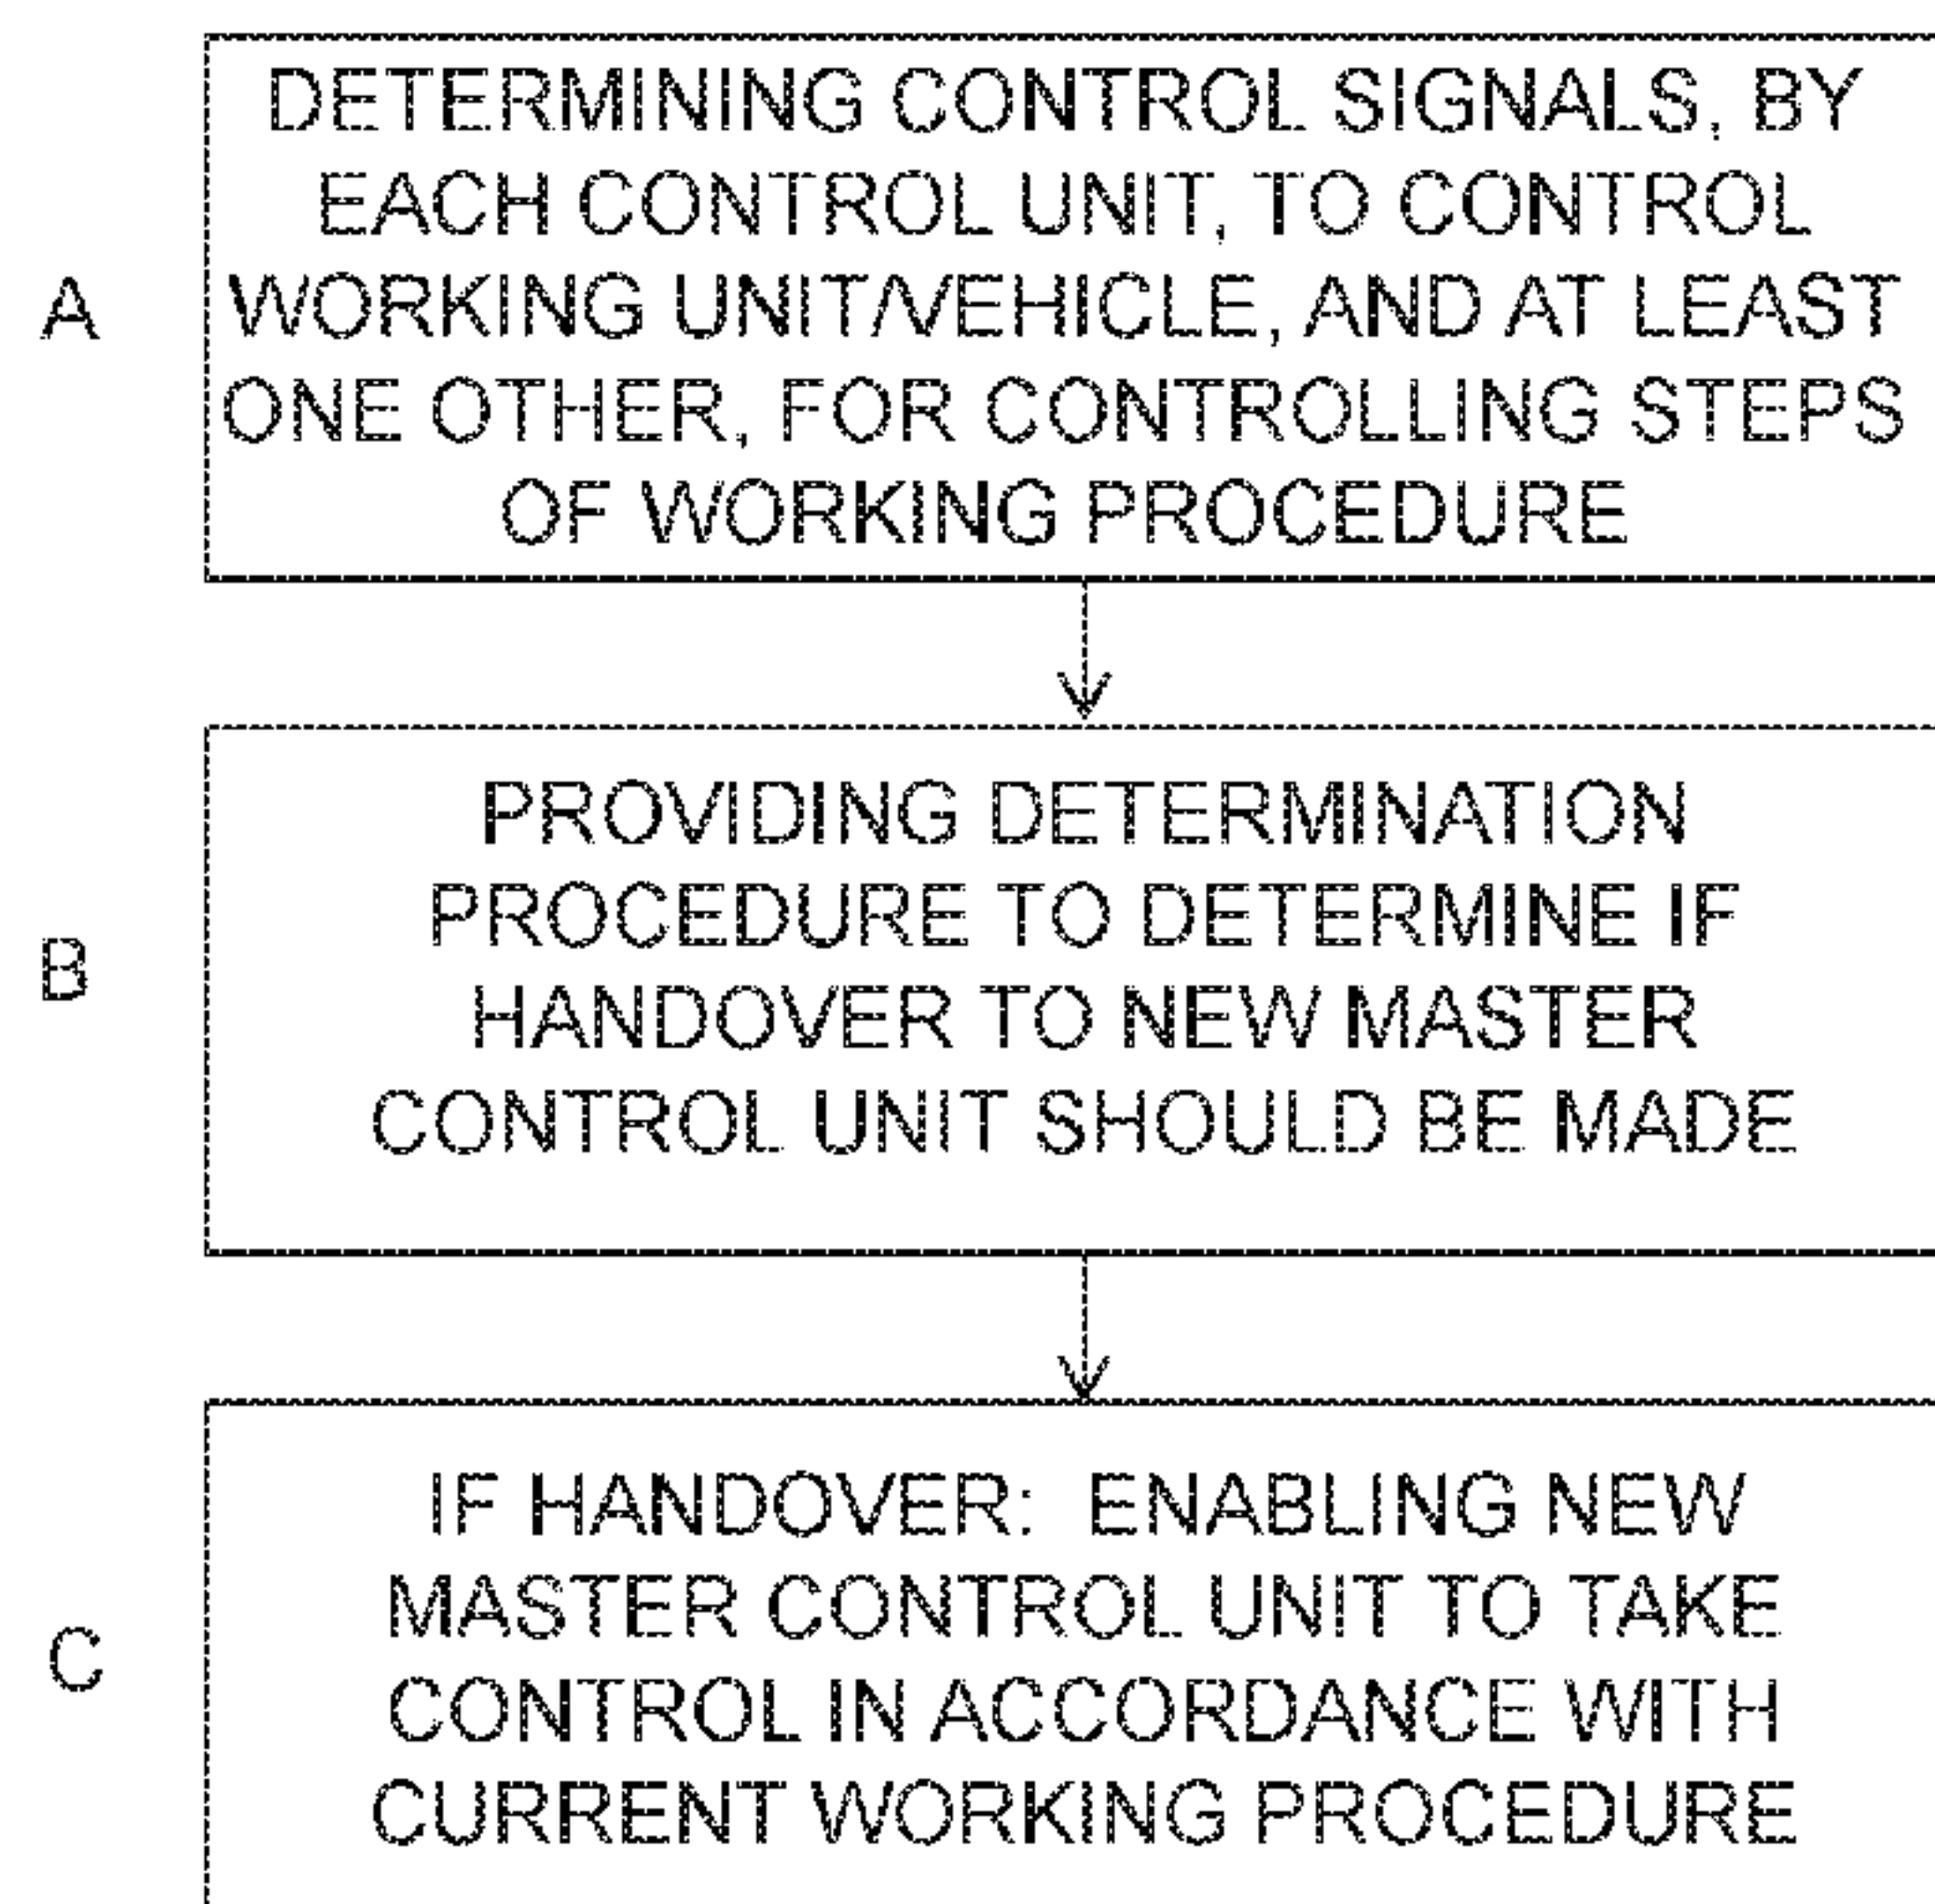 DETERMINING CONTROL SIGNALS, BY
EACH CONTROL UNIT, TO CONTROL
A
WORKING UNIT/VEHICLE, AND AT LEAST
ONE OTHER, FOR CONTROLLING STEPS
OF WORKING PROCEDURE
PROVIDING DETERMINATION
PROCEDURE TO DETERMINE IF
B
HANDOVER TO NEW MASTER
CONTROL UNIT SHOULD BE MADE
IF HANDOVER: ENABLING NEW
MASTER CONTROL UNIT TO TAKE
C
CONTROL IN ACCORDANCE WITH
CURRENT WORKING PROCEDURE